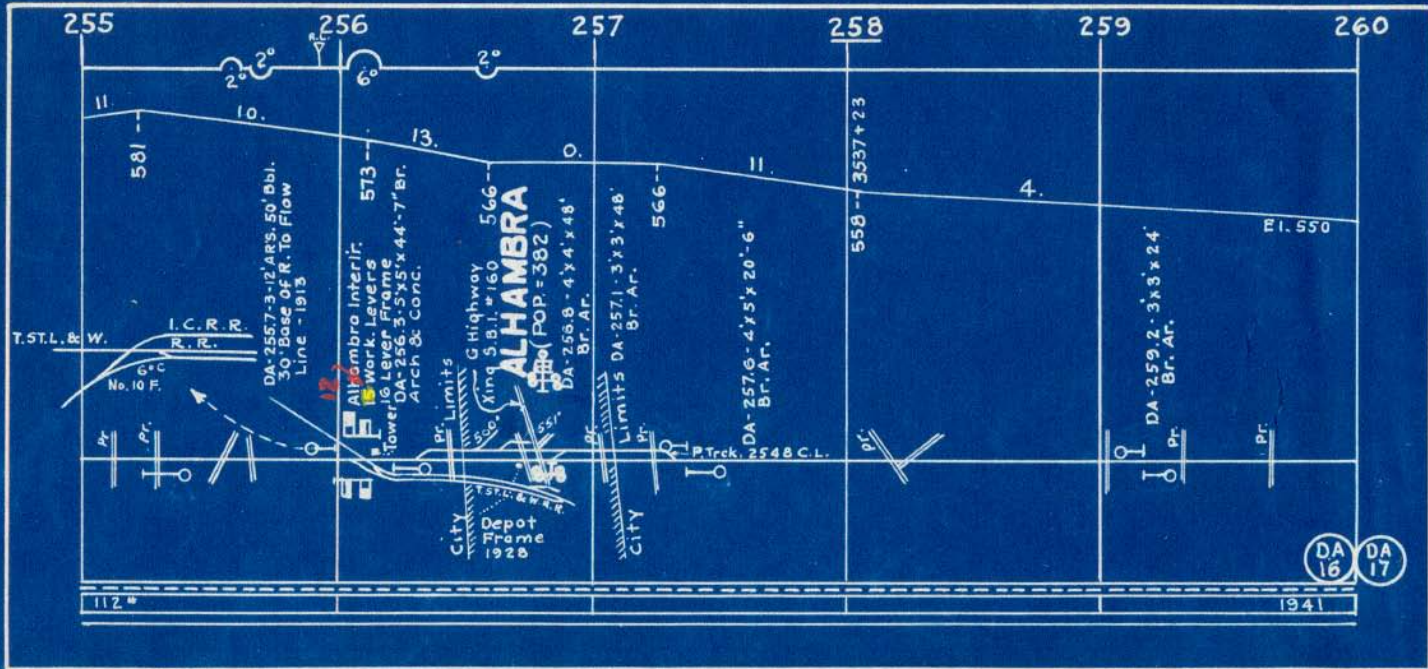 255
256
257
258
259
260
R.L.
2°
2°
6°
2°
11.
10.
13.
0.
11.
4.
581
573
566
566
558
3537+23
El. 550
DA-255.7-3-12' ARS. 50' Bbl.
30' Base of R. To Flow
Line - 1913
12
Alhambra Interlr.
15 Work. Levers
16 Lever Frame
Tower
DA-256.3-5'x5'x44'-7" Br.
Arch & Conc.
G Highway
Xing S.B.I. #160
ALHAMBRA
(POP. = 382)
DA-256.8-4'x4'x48'
Br. Ar.
Limits
DA-257.1-3'x3'x48'
Br. Ar.
DA-257.6-4'x5'x20'-6"
Br. Ar.
DA-259.2-3'x3'x24'
Br. Ar.
T.ST.L. & W.
I.C.R.R.
R.R.
6°C
No. 10 F.
Pr.
Pr.
Pr.
Limits
500'
551'
Pr.
Pr.
P. Trck. 2548 C.L.
Pr.
Pr.
Pr.
T.ST.L. & W.R.R.
City
Depot
Frame
1928
City
DA
16
DA
17
112#
1941